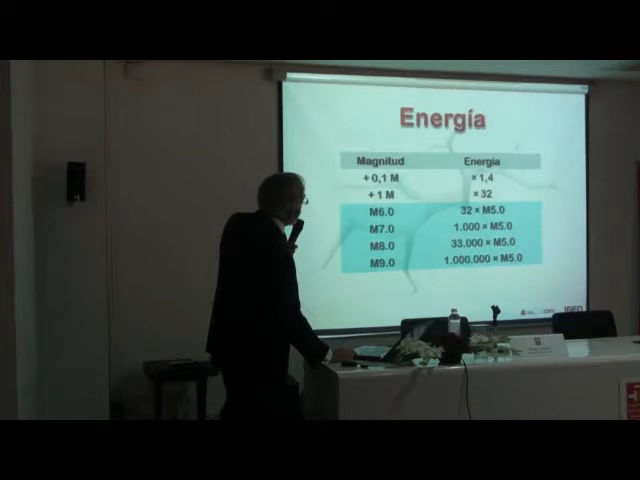 Energía
Magnitud Energía
+ 0,1 M × 1,4
+ 1 M × 32
M6.0 32 × M5.0
M7.0 1.000 × M5.0
M8.0 33.000 × M5.0
M9.0 1.000.000 × M5.0
IGEO